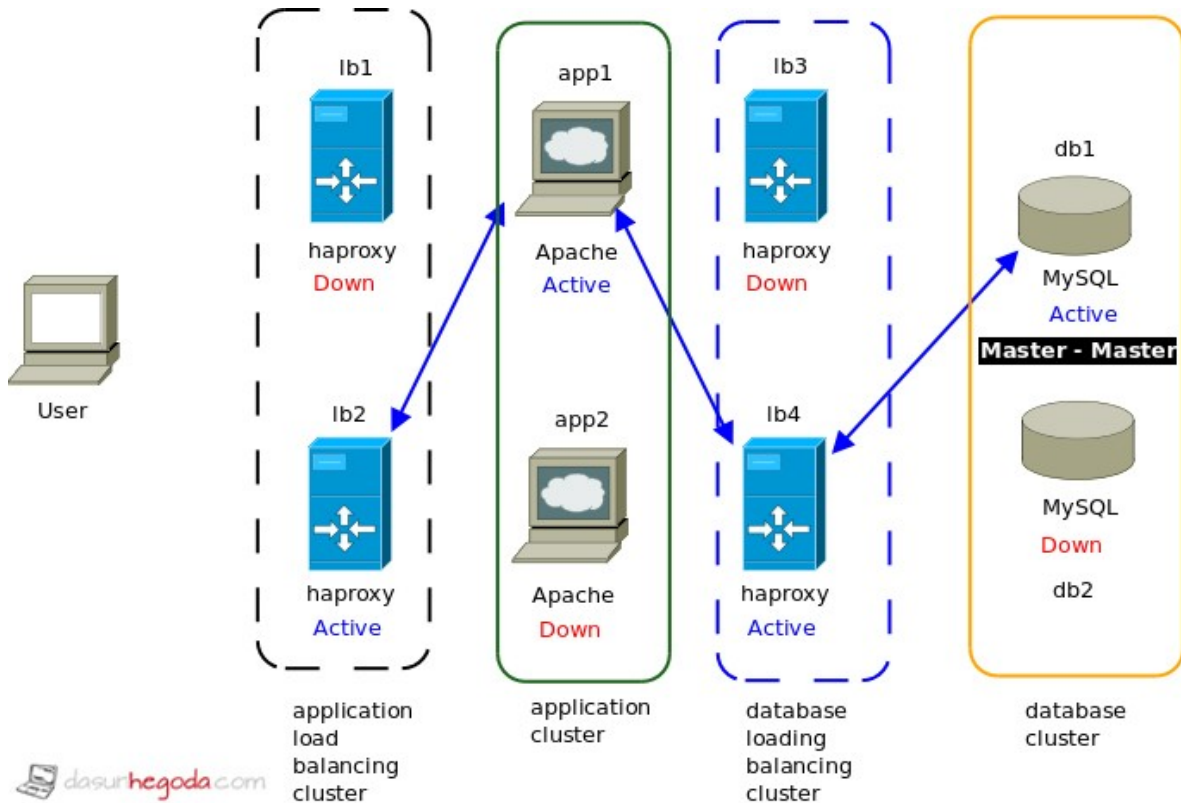 lb1
haproxy
Down
app1
Apache
Active
lb3
haproxy
Down
db1
MySQL
Active
Master - Master
User
lb2
haproxy
Active
app2
Apache
Down
lb4
haproxy
Active
MySQL
Down
db2
application
load
balancing
cluster
application
cluster
database
loading
balancing
cluster
database
cluster
dasunhegoda.com